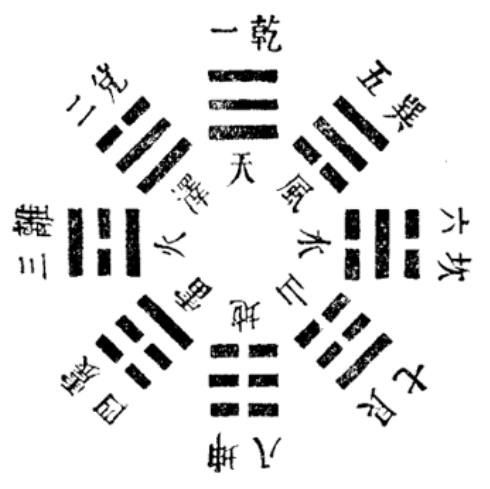 乾一
兌二
離三
震四
巽五
坎六
艮七
坤八
天
澤
火
雷
風
水
山
地